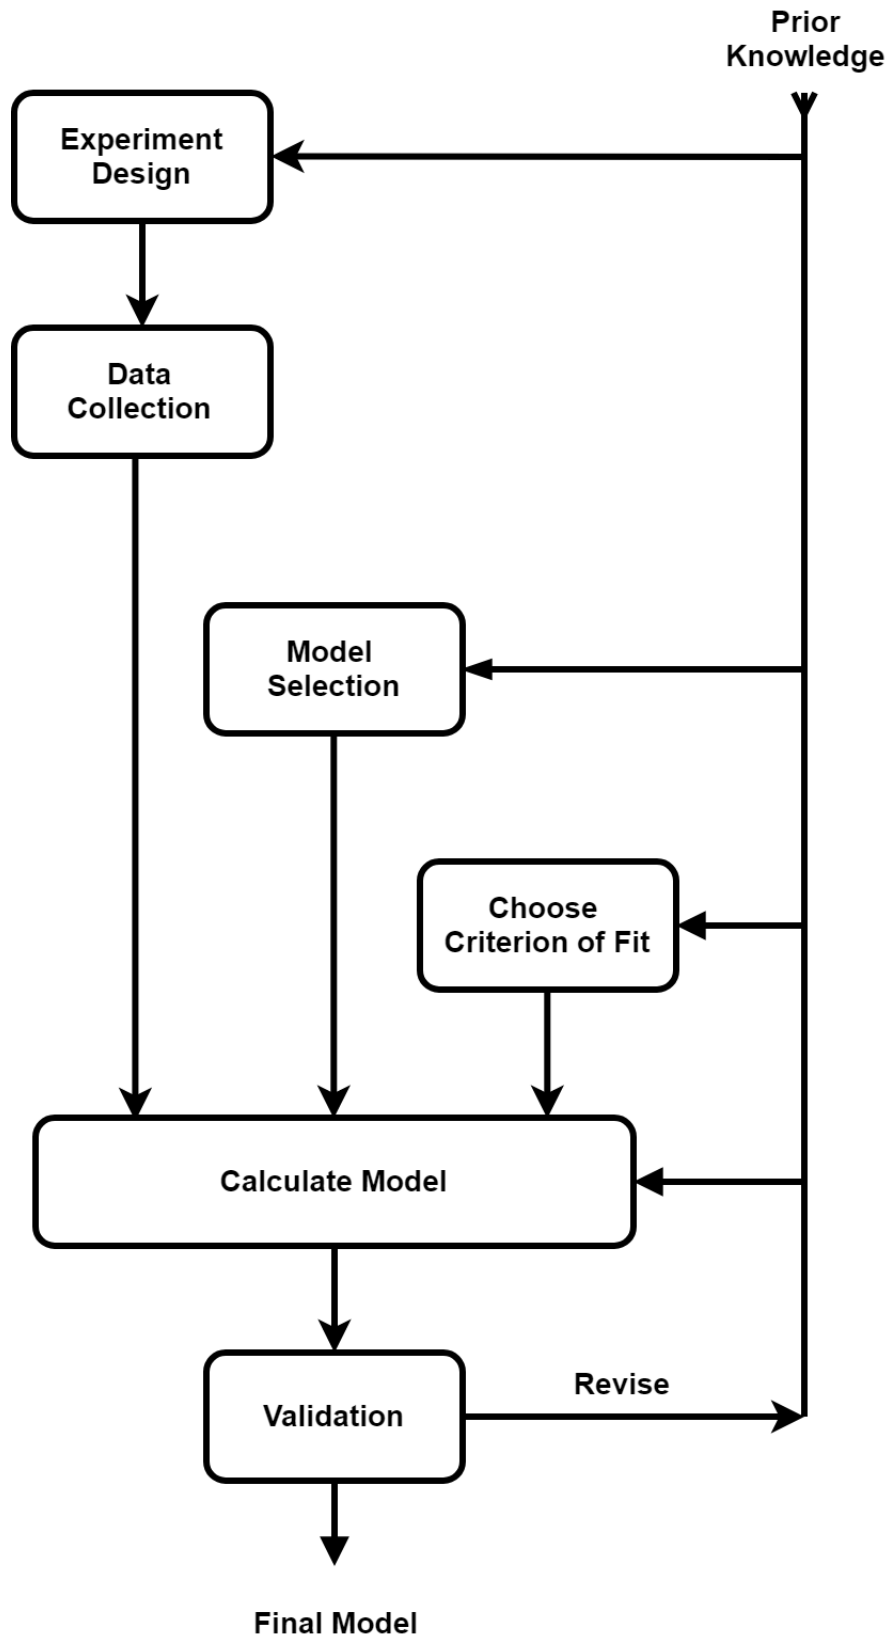 Prior
Knowledge
Experiment
Design
Data
Collection
Model
Selection
Choose
Criterion of Fit
Calculate Model
Revise
Validation
Final Model